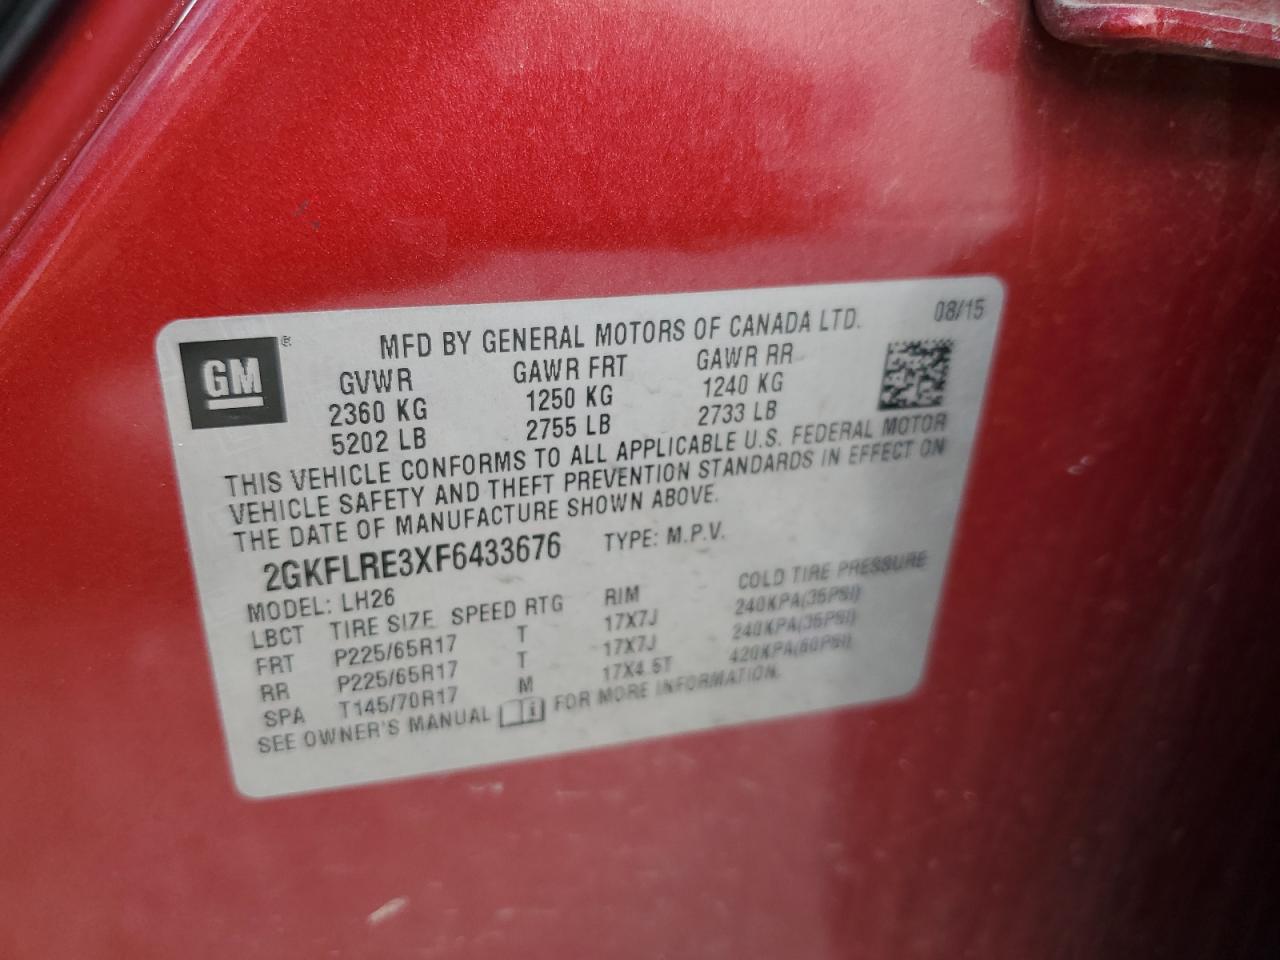 08/15
GM®
MFD BY GENERAL MOTORS OF CANADA LTD.
GVWR GAWR FRT GAWR RR
2360 KG 1250 KG 1240 KG
5202 LB 2755 LB 2733 LB
THIS VEHICLE CONFORMS TO ALL APPLICABLE U.S. FEDERAL MOTOR
VEHICLE SAFETY AND THEFT PREVENTION STANDARDS IN EFFECT ON
THE DATE OF MANUFACTURE SHOWN ABOVE.
2GKFLRE3XF6433676 TYPE: M.P.V.
MODEL: LH26
LBCT TIRE SIZE SPEED RTG RIM COLD TIRE PRESSURE
FRT P225/65R17 T 17X7J 240KPA(35PSI)
RR P225/65R17 T 17X7J 240KPA(35PSI)
SPA T145/70R17 M 17X4.5T 420KPA(60PSI)
SEE OWNER'S MANUAL i FOR MORE INFORMATION.